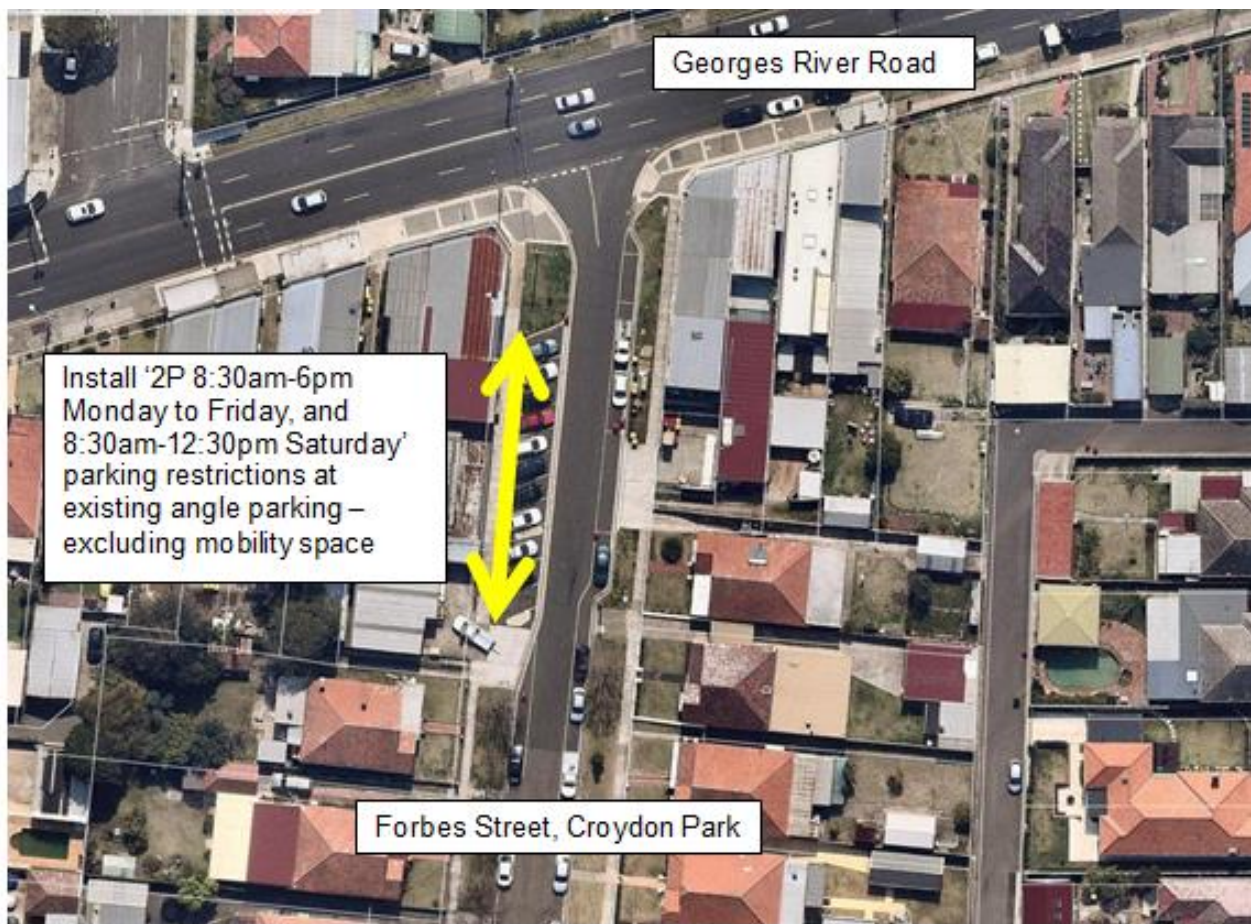 Georges River Road
Install ‘2P 8:30am-6pm
Monday to Friday, and
8:30am-12:30pm Saturday’
parking restrictions at
existing angle parking –
excluding mobility space
Forbes Street, Croydon Park